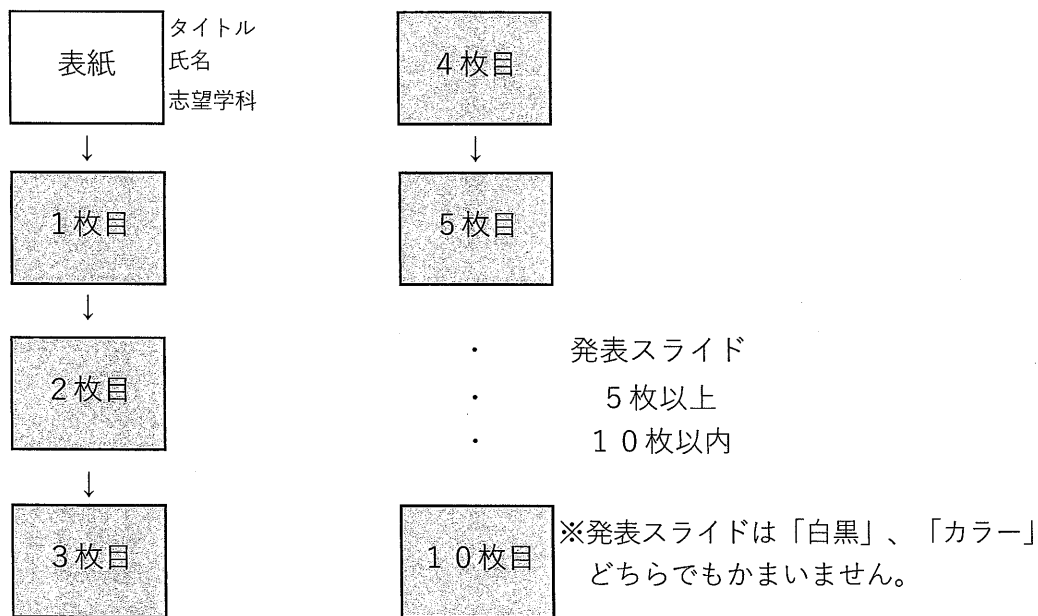 表紙
タイトル
氏名
志望学科
↓
1枚目
↓
2枚目
↓
3枚目
4枚目
↓
5枚目
・
・
・
発表スライド
5枚以上
10枚以内
10枚目
※発表スライドは「白黒」、「カラー」
どちらでもかまいません。